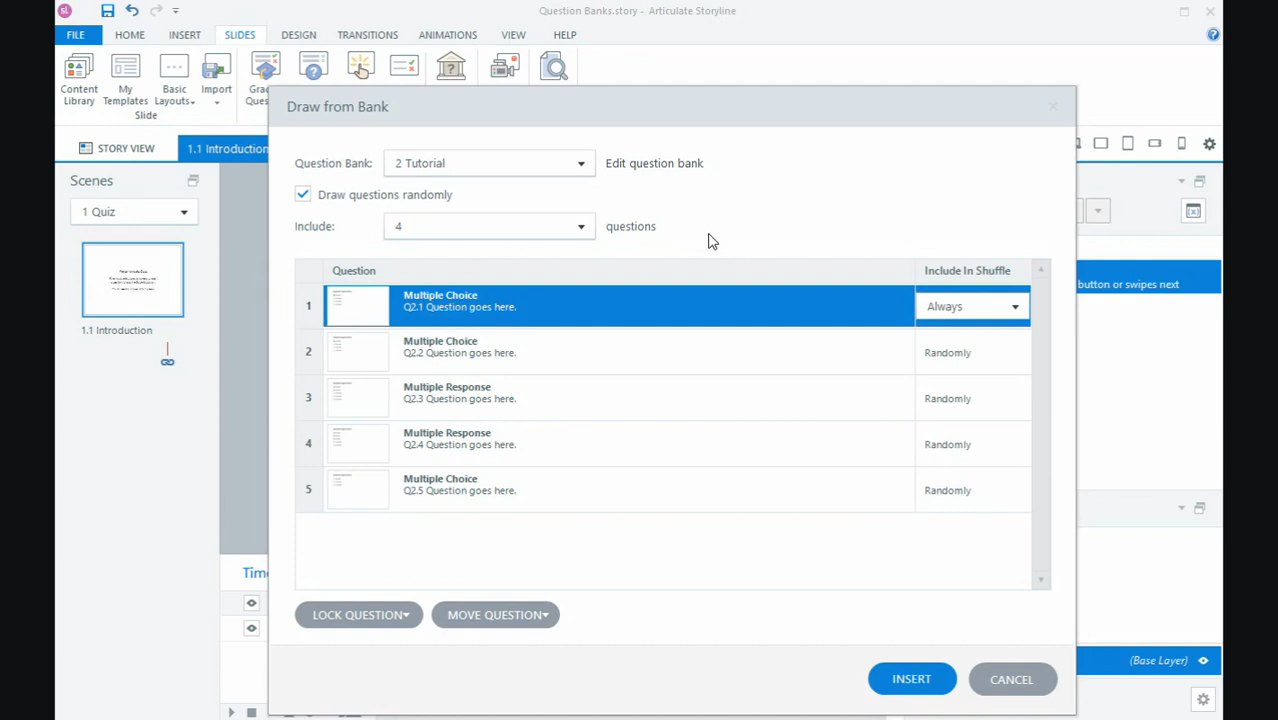 Question Banks.story - Articulate Storyline
FILE
HOME
INSERT
SLIDES
DESIGN
TRANSITIONS
ANIMATIONS
VIEW
HELP
Content
Library
My
Templates
Basic
Layouts
Import
Slide
Draw from Bank
STORY VIEW
1.1 Introduction
Question Bank:
2 Tutorial
Edit question bank
Scenes
Draw questions randomly
1 Quiz
Include:
4
questions
Question
Include In Shuffle
button or swipes next
1
Multiple Choice
Q2.1 Question goes here.
Always
1.1 Introduction
2
Multiple Choice
Q2.2 Question goes here.
Randomly
3
Multiple Response
Q2.3 Question goes here.
Randomly
4
Multiple Response
Q2.4 Question goes here.
Randomly
5
Multiple Choice
Q2.5 Question goes here.
Randomly
LOCK QUESTION
MOVE QUESTION
(Base Layer)
INSERT
CANCEL